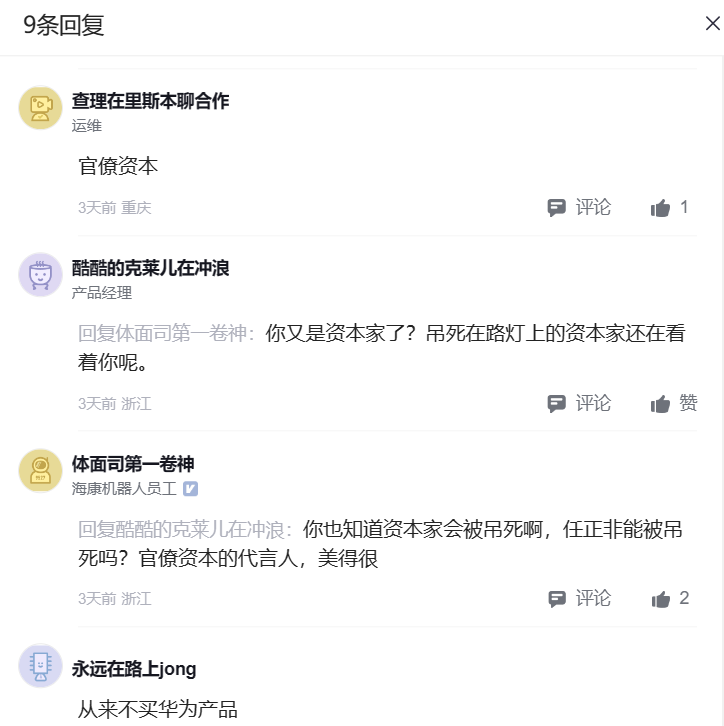 9条回复
查理在里斯本聊合作
运维
官僚资本
3天前 重庆
评论 1
酷酷的克莱儿在冲浪
产品经理
回复体面司第一卷神：你又是资本家了？吊死在路灯上的资本家还在看
着你呢。
3天前 浙江
评论 赞
体面司第一卷神
海康机器人员工
回复酷酷的克莱儿在冲浪：你也知道资本家会被吊死啊，任正非能被吊
死吗？官僚资本的代言人，美得很
3天前 浙江
评论 2
永远在路上jong
从来不买华为产品